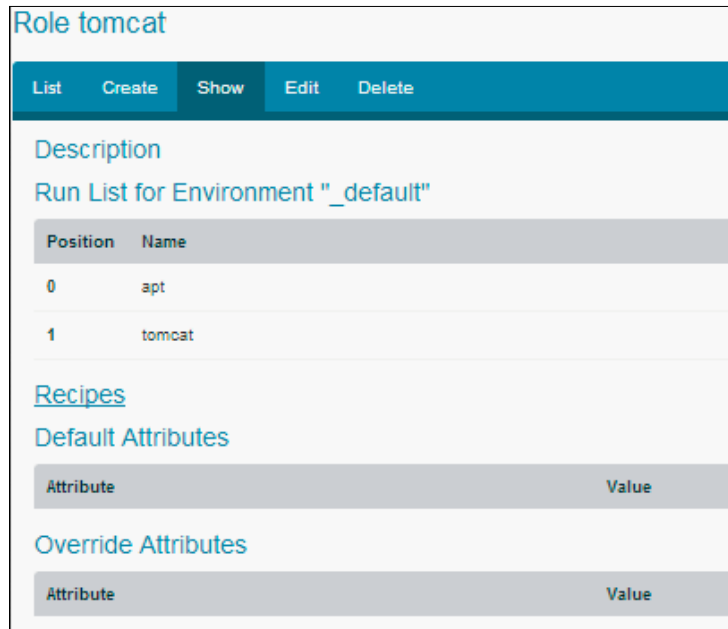 Role tomcat
List Create Show Edit Delete
Description
Run List for Environment "_default"
Position Name
0 apt
1 tomcat
Recipes
Default Attributes
Attribute Value
Override Attributes
Attribute Value